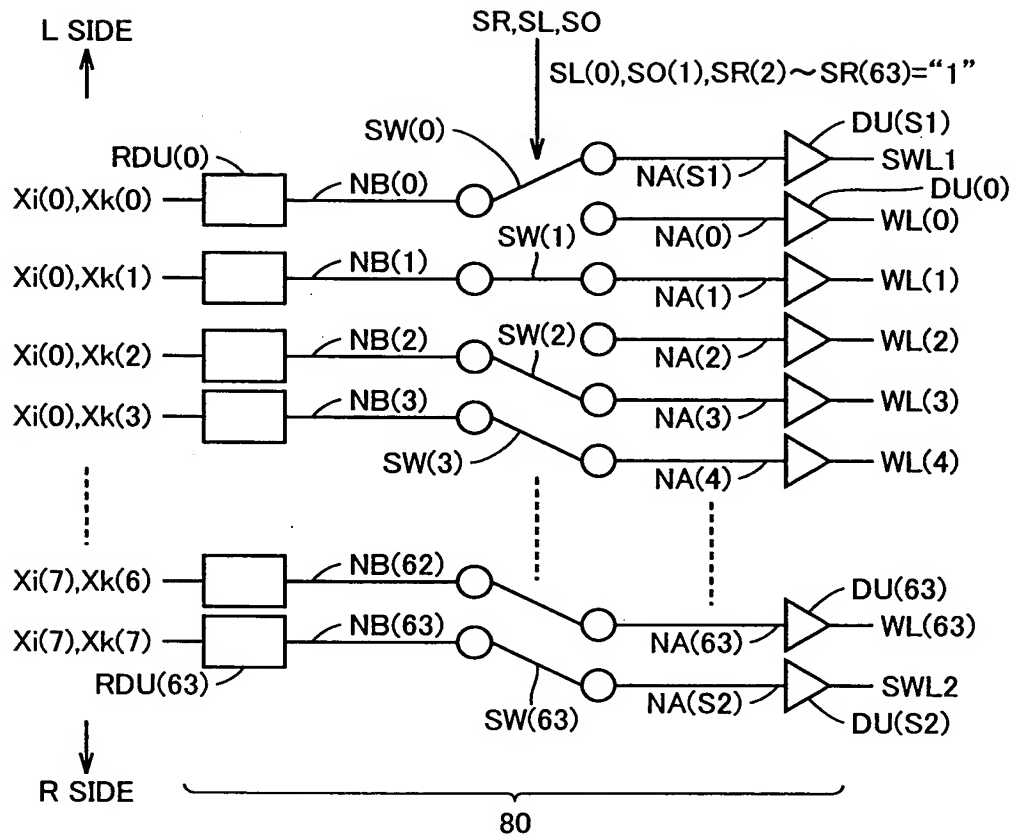 L SIDE
SR,SL,SO
SL(0),SO(1),SR(2)～SR(63)="1"
SW(0)
DU(S1)
RDU(0)
SWL1
NB(0)
NA(S1)
DU(0)
Xi(0),Xk(0)
WL(0)
SW(1)
NA(0)
NB(1)
Xi(0),Xk(1)
WL(1)
NA(1)
NB(2)
SW(2)
WL(2)
Xi(0),Xk(2)
NA(2)
NB(3)
WL(3)
Xi(0),Xk(3)
NA(3)
SW(3)
WL(4)
NA(4)
NB(62)
Xi(7),Xk(6)
DU(63)
NB(63)
WL(63)
Xi(7),Xk(7)
NA(63)
RDU(63)
SWL2
SW(63)
NA(S2)
DU(S2)
R SIDE
80